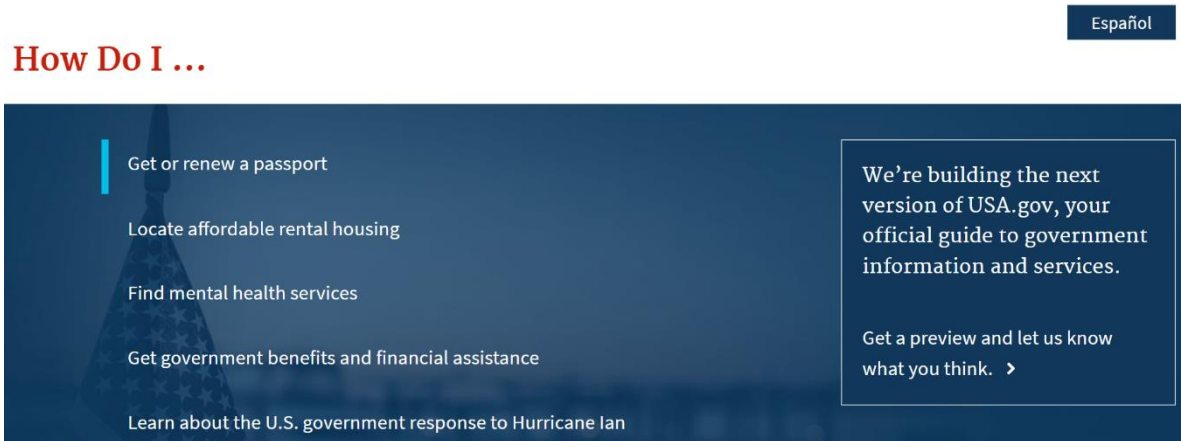 Español
How Do I ...
Get or renew a passport
Locate affordable rental housing
Find mental health services
Get government benefits and financial assistance
Learn about the U.S. government response to Hurricane Ian
We’re building the next
version of USA.gov, your
official guide to government
information and services.
Get a preview and let us know
what you think. >